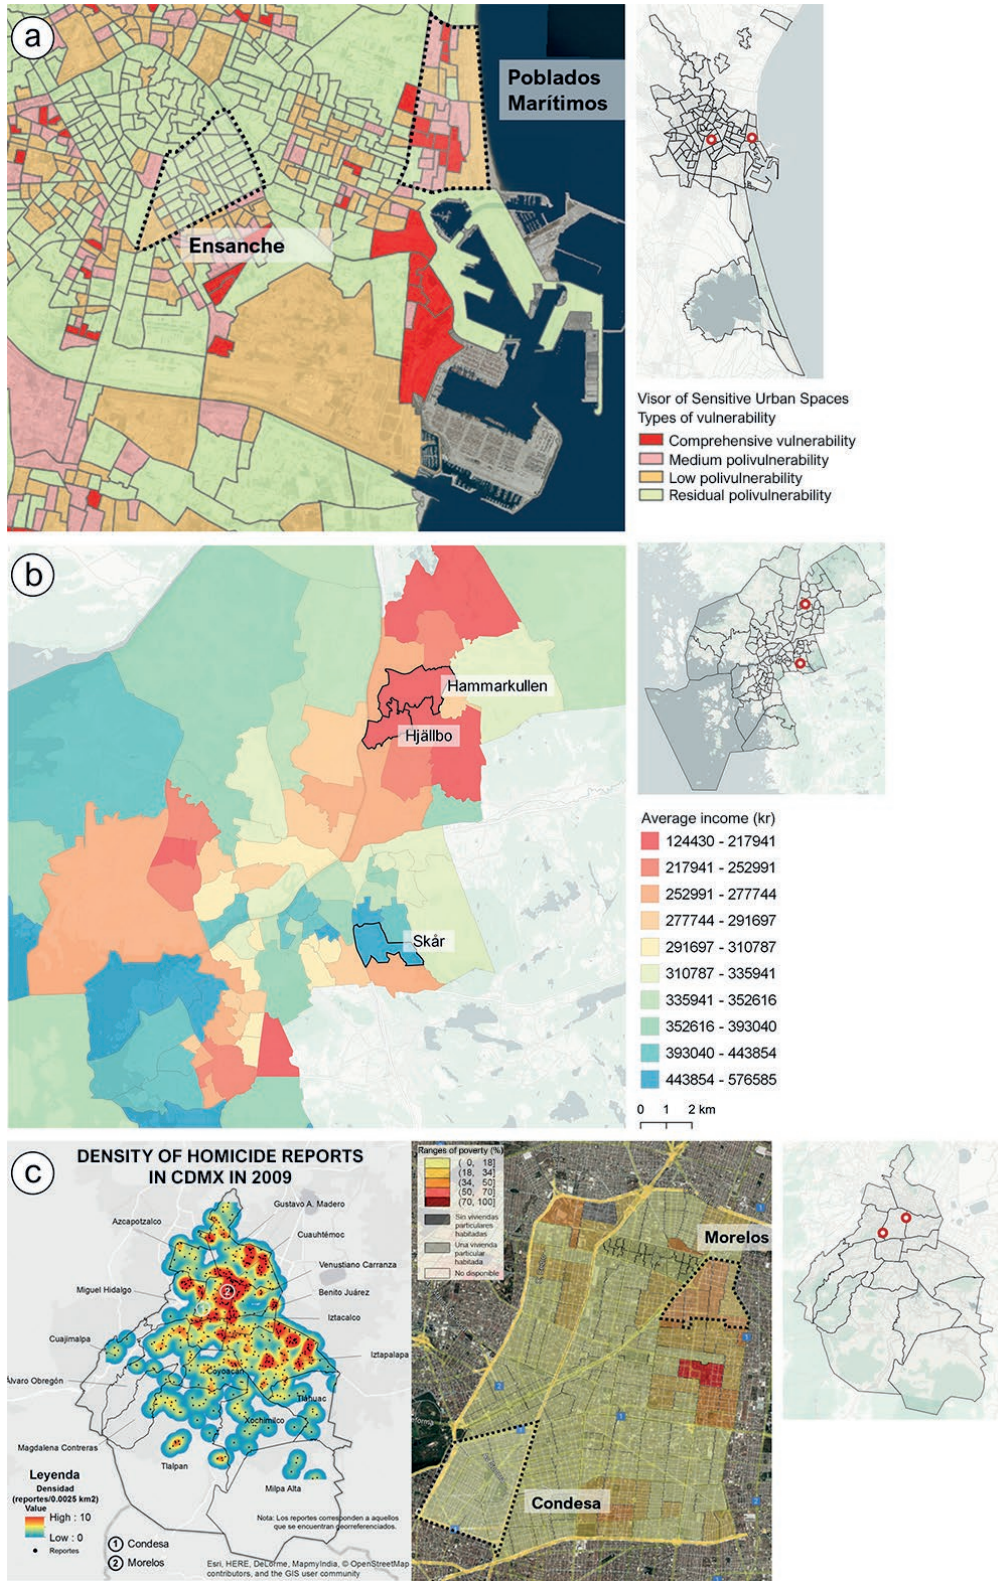 a
Poblados
Marítimos
Ensanche
Visor of Sensitive Urban Spaces
Types of vulnerability
Comprehensive vulnerability
Medium polivulnerability
Low polivulnerability
Residual polivulnerability
b
Hammarkullen
Hjällbo
Skår
Average income (kr)
124430 - 217941
217941 - 252991
252991 - 277744
277744 - 291697
291697 - 310787
310787 - 335941
335941 - 352616
352616 - 393040
393040 - 443854
443854 - 576585
0 1 2 km
c
DENSITY OF HOMICIDE REPORTS
IN CDMX IN 2009
Gustavo A. Madero
Azcapotzalco
Cuauhtémoc
Venustiano Carranza
Miguel Hidalgo
Benito Juárez
2
Iztacalco
Cuajimalpa
Iztapalapa
Coyoacán
Álvaro Obregón
Tláhuac
Xochimilco
Magdalena Contreras
Tlalpan
Milpa Alta
Leyenda
Densidad
(reportes/0.0025 km2)
Value
High : 10
Low : 0
Reportes
1 Condesa
2 Morelos
Nota: Los reportes corresponden a aquellos
que se encuentran georreferenciados.
Esri, HERE, DeLorme, MapmyIndia, © OpenStreetMap
contributors, and the GIS user community
Ranges of poverty (%)
( 0, 18]
(18, 34]
(34, 50]
(50, 70]
(70, 100]
Sin viviendas
particulares
habitadas
Una vivienda
particular
habitada
No disponible
Morelos
Condesa